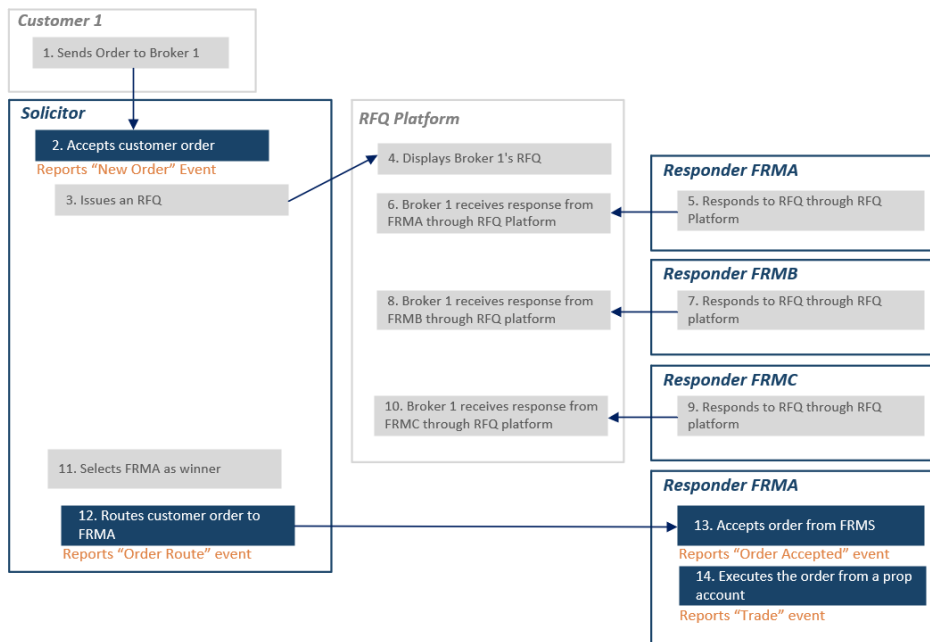 Customer 1
1. Sends Order to Broker 1
Solicitor
2. Accepts customer order
Reports “New Order” Event
3. Issues an RFQ
RFQ Platform
4. Displays Broker 1's RFQ
Responder FRMA
5. Responds to RFQ through RFQ
Platform
6. Broker 1 receives response from
FRMA through RFQ Platform
Responder FRMB
7. Responds to RFQ through RFQ
platform
8. Broker 1 receives response from
FRMB through RFQ platform
Responder FRMC
9. Responds to RFQ through RFQ
platform
10. Broker 1 receives response from
FRMC through RFQ platform
11. Selects FRMA as winner
12. Routes customer order to
FRMA
Reports “Order Route” event
Responder FRMA
13. Accepts order from FRMS
Reports “Order Accepted” event
14. Executes the order from a prop
account
Reports “Trade” event